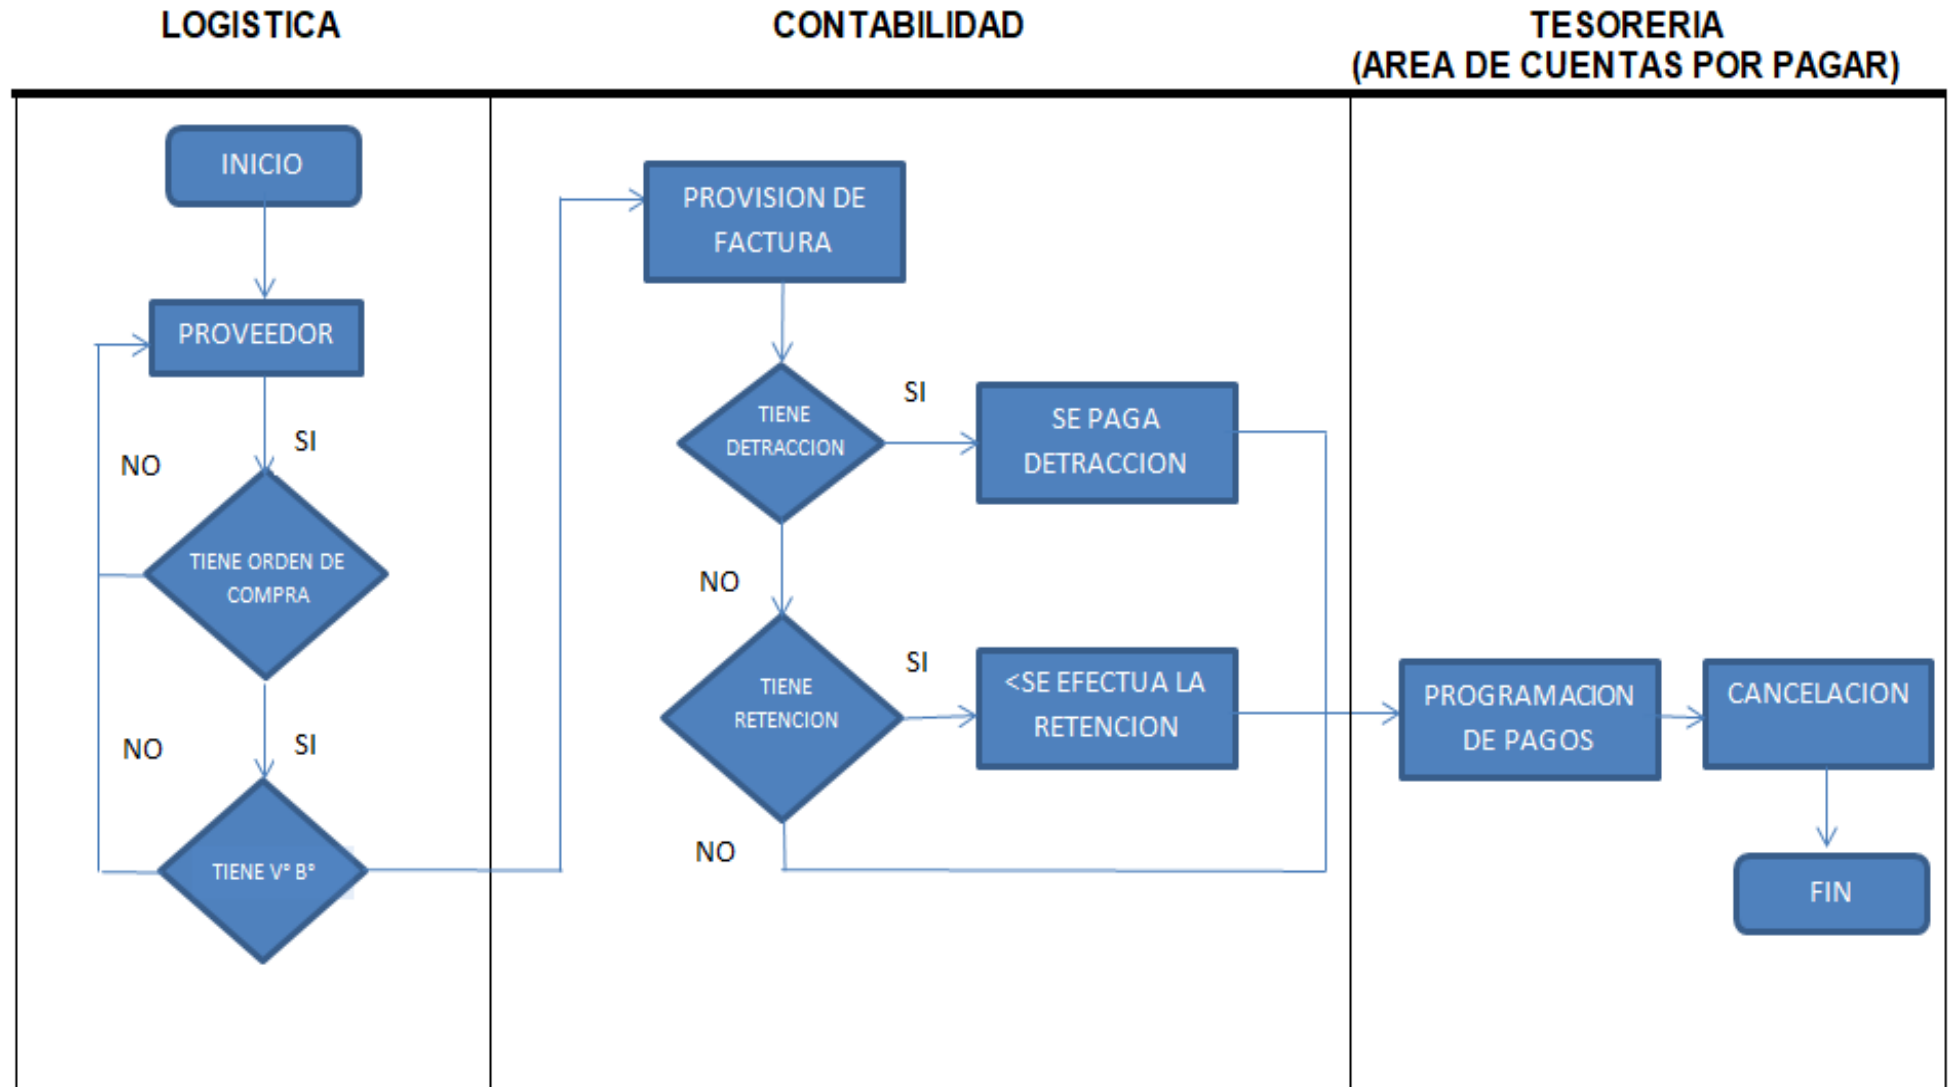 LOGISTICA
CONTABILIDAD
TESORERIA
(AREA DE CUENTAS POR PAGAR)
INICIO
PROVEEDOR
SI
NO
TIENE ORDEN DE
COMPRA
NO
SI
TIENE V° B°
PROVISION DE
FACTURA
TIENE
DETRACCION
SI
SE PAGA
DETRACCION
NO
TIENE
RETENCION
SI
<SE EFECTUA LA
RETENCION
NO
PROGRAMACION
DE PAGOS
CANCELACION
FIN